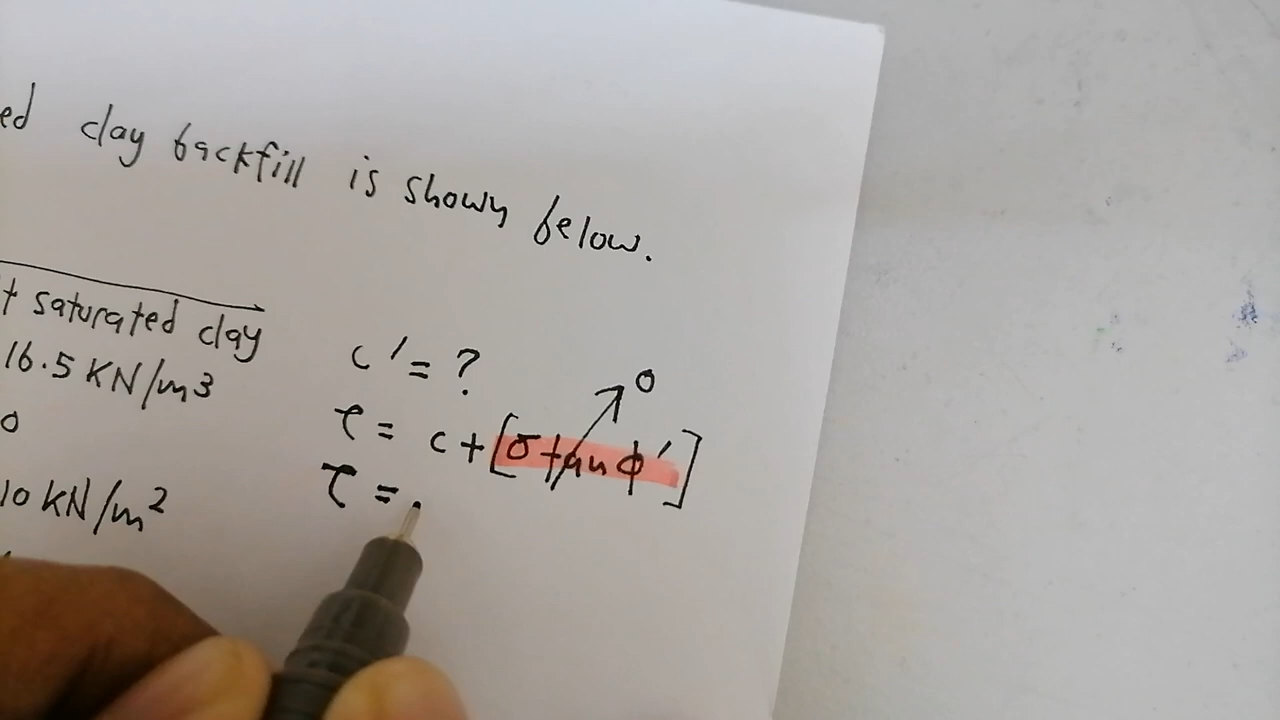 ed clay backfill is shown below.
t saturated clay
16.5 KN/m3
0
10 kN/m2
c' = ?
τ = c + [σ tan φ'] 0
τ =